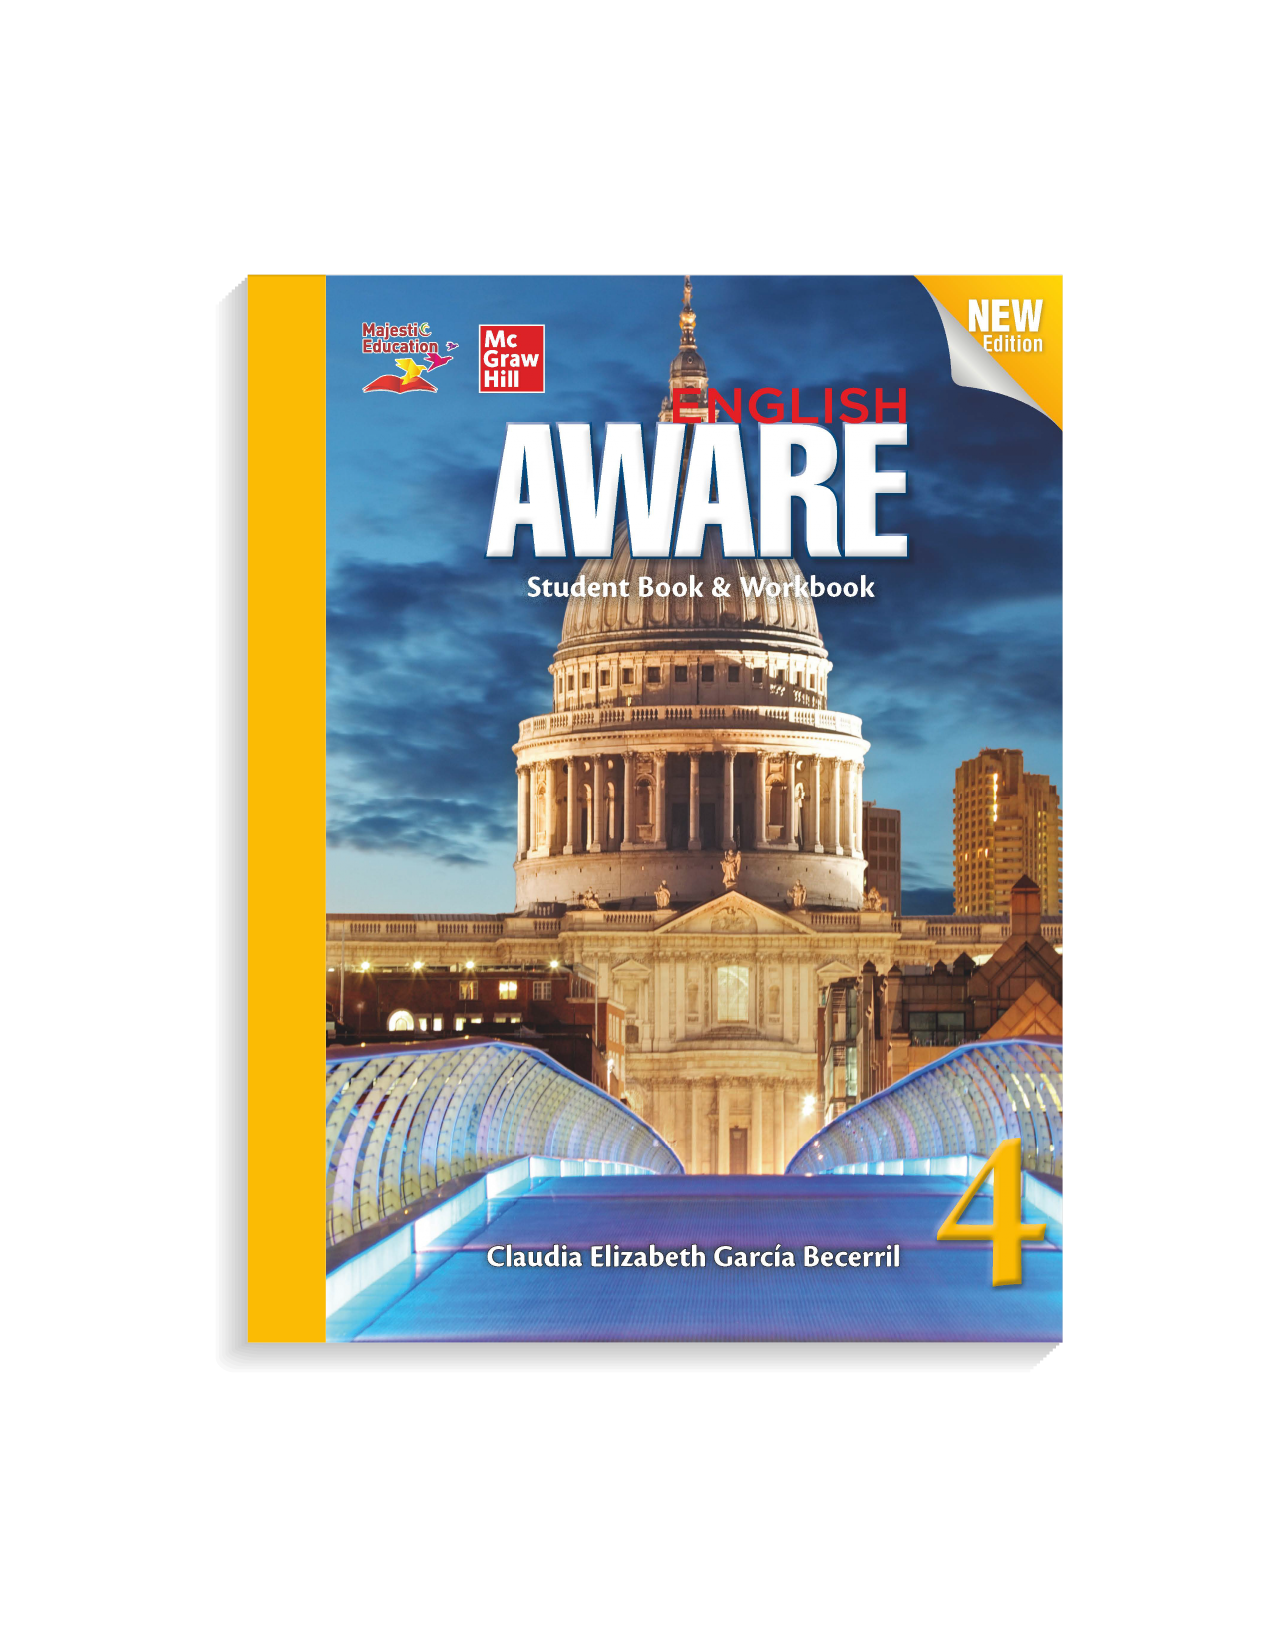 Majestic
Education
Mc
Graw
Hill
NEW
Edition
ENGLISH
AWARE
Student Book & Workbook
4
Claudia Elizabeth García Becerril